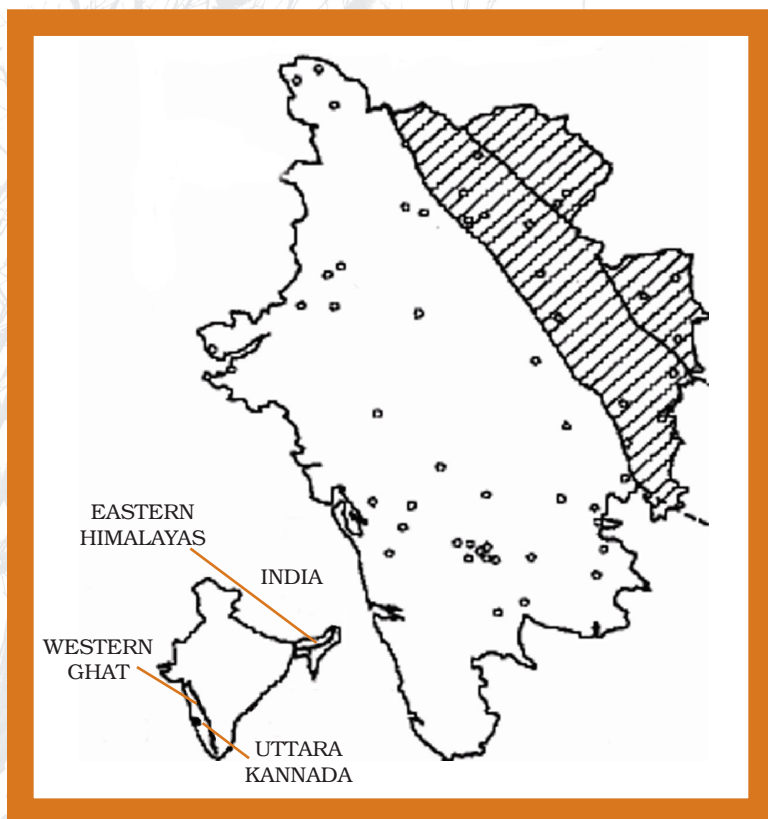 EASTERN
HIMALAYAS
INDIA
WESTERN
GHAT
UTTARA
KANNADA